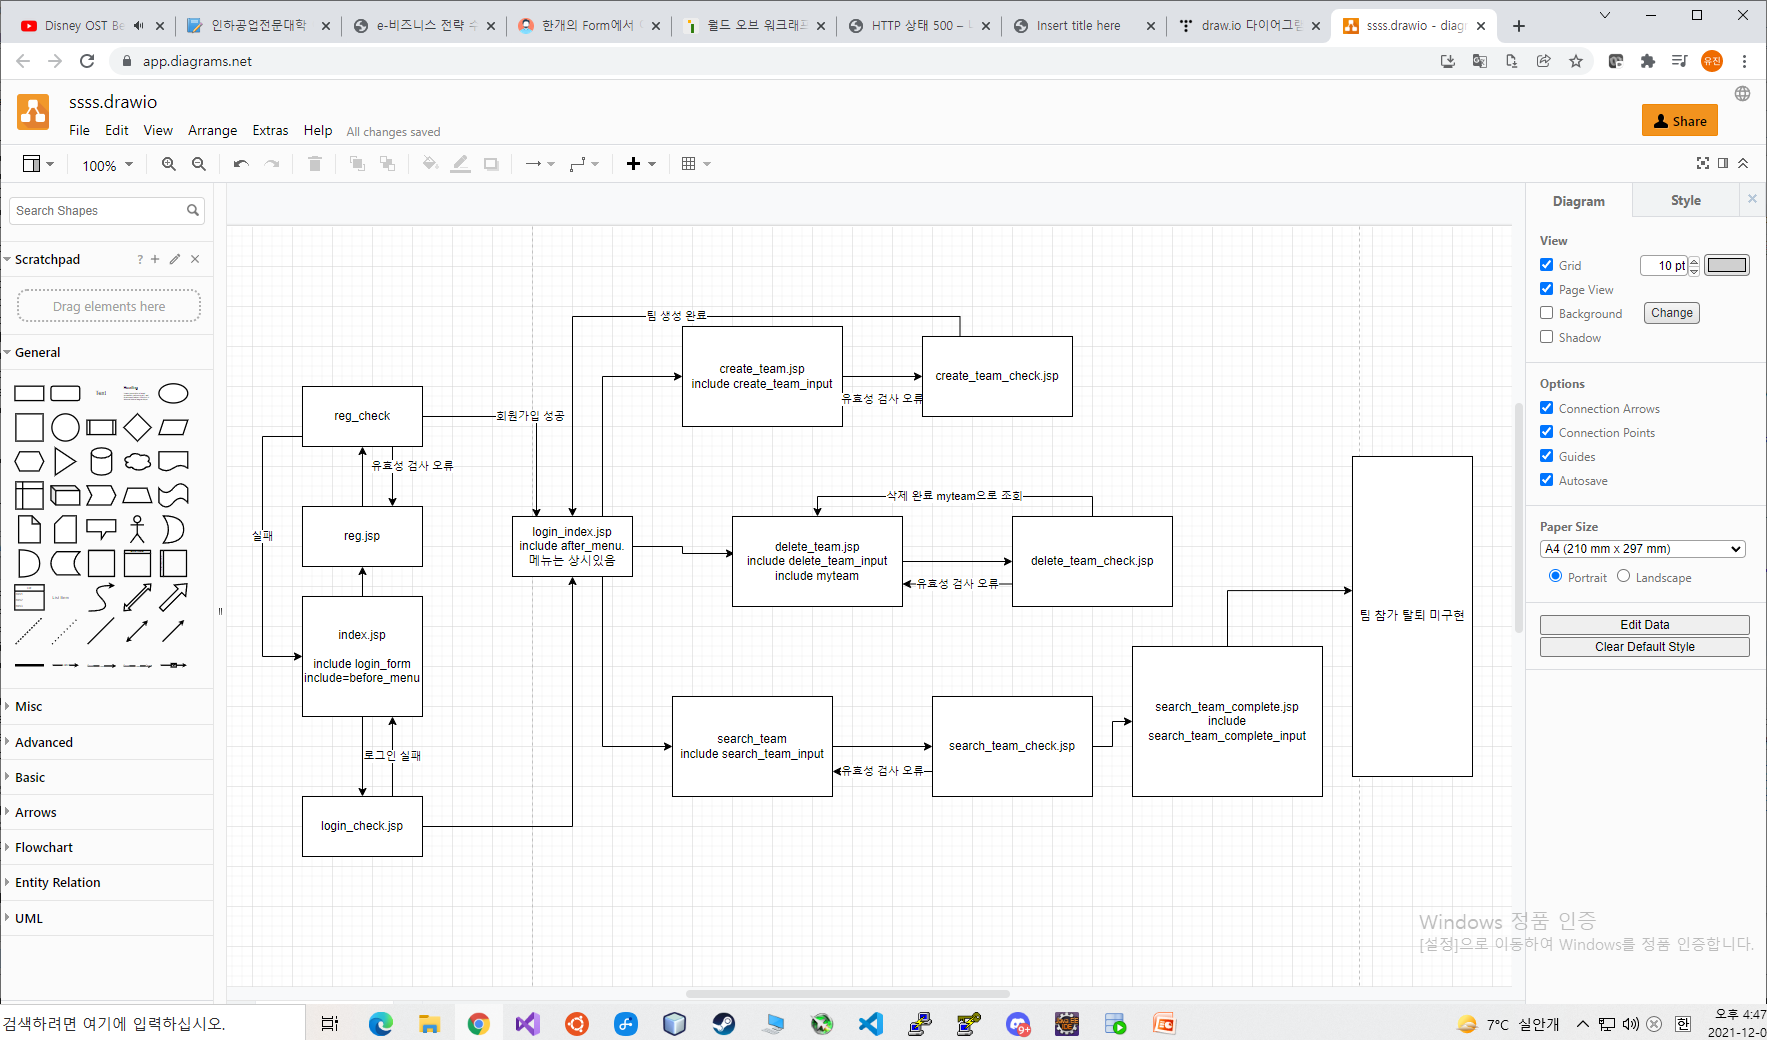 Disney OST Be
인하공업전문대학
e-비즈니스 전략 수
한개의 Form에서
월드 오브 워크래프
HTTP 상태 500 –
Insert title here
draw.io 다이어그램
ssss.drawio - diag
app.diagrams.net
유진
ssss.drawio
File Edit View Arrange Extras Help All changes saved
Share
100%
Search Shapes
Scratchpad
?
Drag elements here
General
Text
Heading
List Item
Misc
Advanced
Basic
Arrows
Flowchart
Entity Relation
UML
팀 생성 완료
create_team.jsp
include create_team_input
create_team_check.jsp
유효성 검사 오류
reg_check
회원가입 성공
유효성 검사 오류
실패
reg.jsp
login_index.jsp
include after_menu.
메뉴는 상시있음
삭제 완료 myteam으로 조회
delete_team.jsp
include delete_team_input
include myteam
delete_team_check.jsp
유효성 검사 오류
index.jsp
include login_form
include=before_menu
로그인 실패
login_check.jsp
search_team
include search_team_input
search_team_check.jsp
유효성 검사 오류
search_team_complete.jsp
include
search_team_complete_input
팀 참가 탈퇴 미구현
Diagram
Style
View
Grid
10 pt
Page View
Background
Change
Shadow
Options
Connection Arrows
Connection Points
Guides
Autosave
Paper Size
A4 (210 mm x 297 mm)
Portrait
Landscape
Edit Data
Clear Default Style
Windows 정품 인증
[설정]으로 이동하여 Windows를 정품 인증합니다.
검색하려면 여기에 입력하십시오.
9+
7°C 실안개
한
오후 4:47
2021-12-0